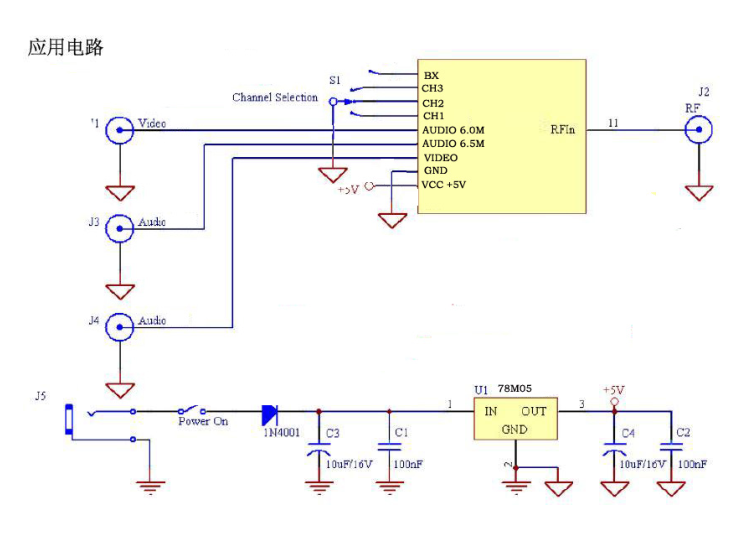 应用电路
S1
Channel Selection
BX
CH3
CH2
CH1
AUDIO 6.0M
AUDIO 6.5M
VIDEO
GND
VCC +5V
+5V
RFIn
11
J2
RF
Video
J3
Audio
J4
Audio
J5
Power On
1N4001
C3
10uF/16V
C1
100nF
U1 78M05
1
IN OUT
GND
2
3
+5V
C4
10uF/16V
C2
100nF